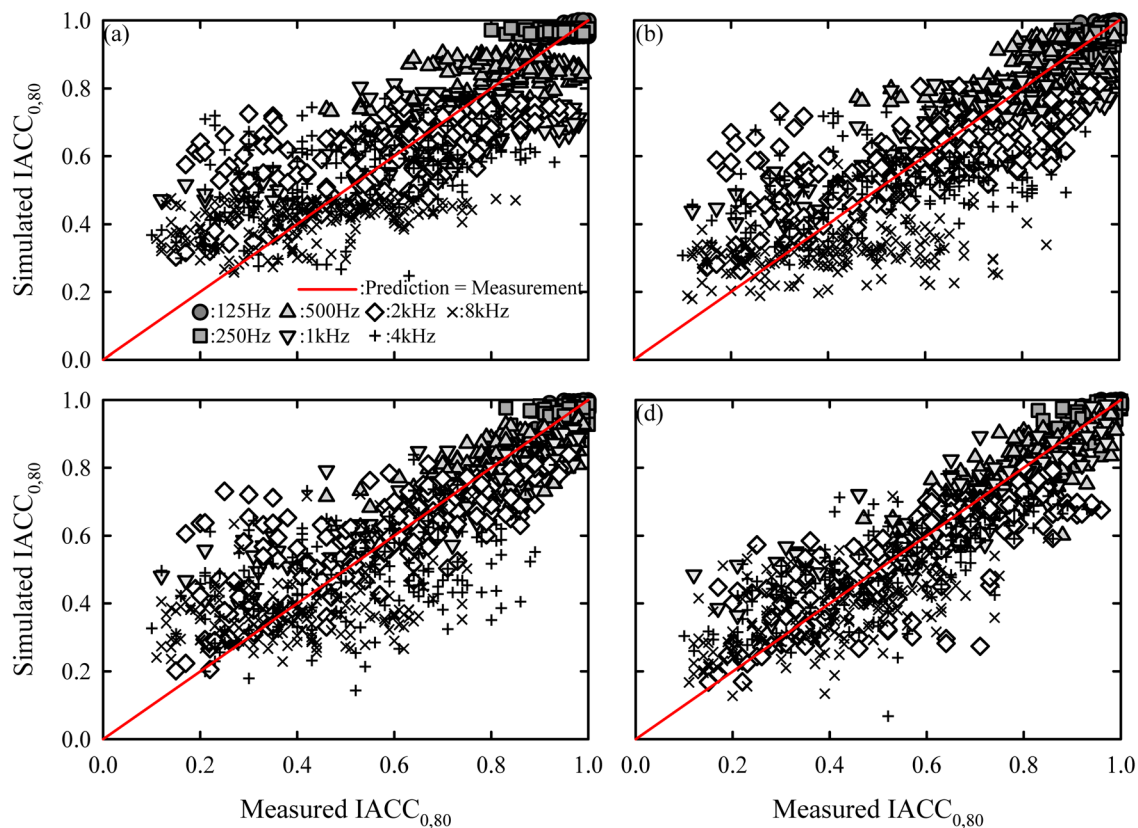 1.0
(a)
0.8
0.6
0.4
0.2
0.0
Simulated IACC0,80
:Prediction = Measurement
:125Hz :500Hz :2kHz :8kHz
:250Hz :1kHz :4kHz
1.0
(b)
0.8
0.6
0.4
0.2
0.0
1.0
0.8
0.6
0.4
0.2
0.0
Simulated IACC0,80
0.0 0.2 0.4 0.6 0.8 1.0
Measured IACC0,80
1.0
(d)
0.8
0.6
0.4
0.2
0.0
0.0 0.2 0.4 0.6 0.8 1.0
Measured IACC0,80